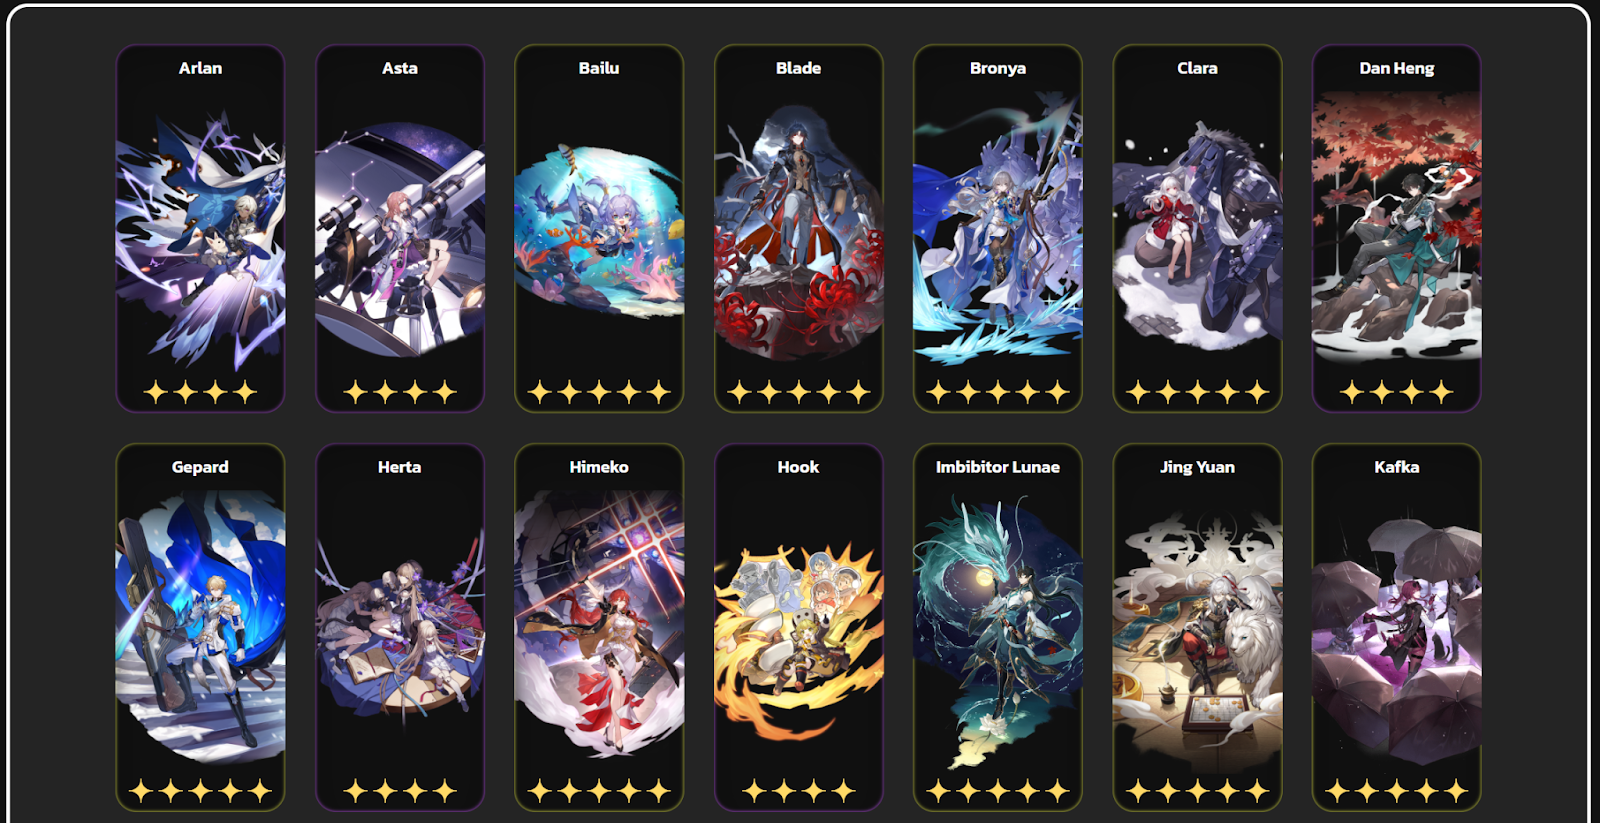 Arlan
Asta
Bailu
Blade
Bronya
Clara
Dan Heng
Gepard
Herta
Himeko
Hook
Imbibitor Lunae
Jing Yuan
Kafka